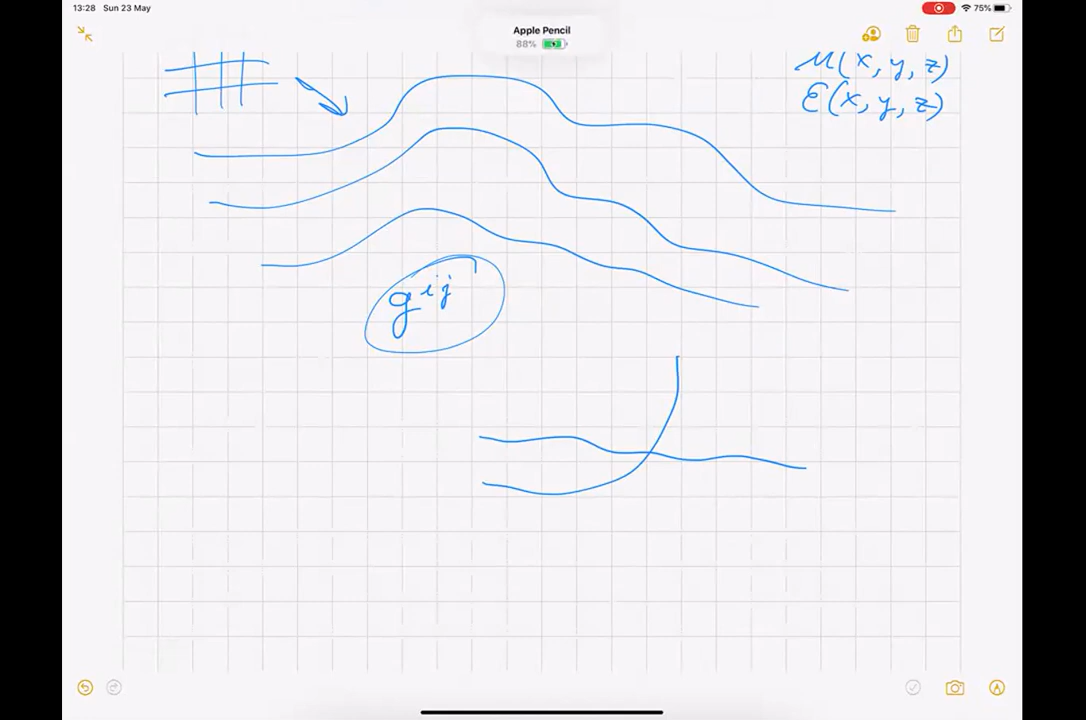 13:28 Sun 23 May
75%
Apple Pencil
88%
μ(x, y, z)
ε(x, y, z)
g^{ij}